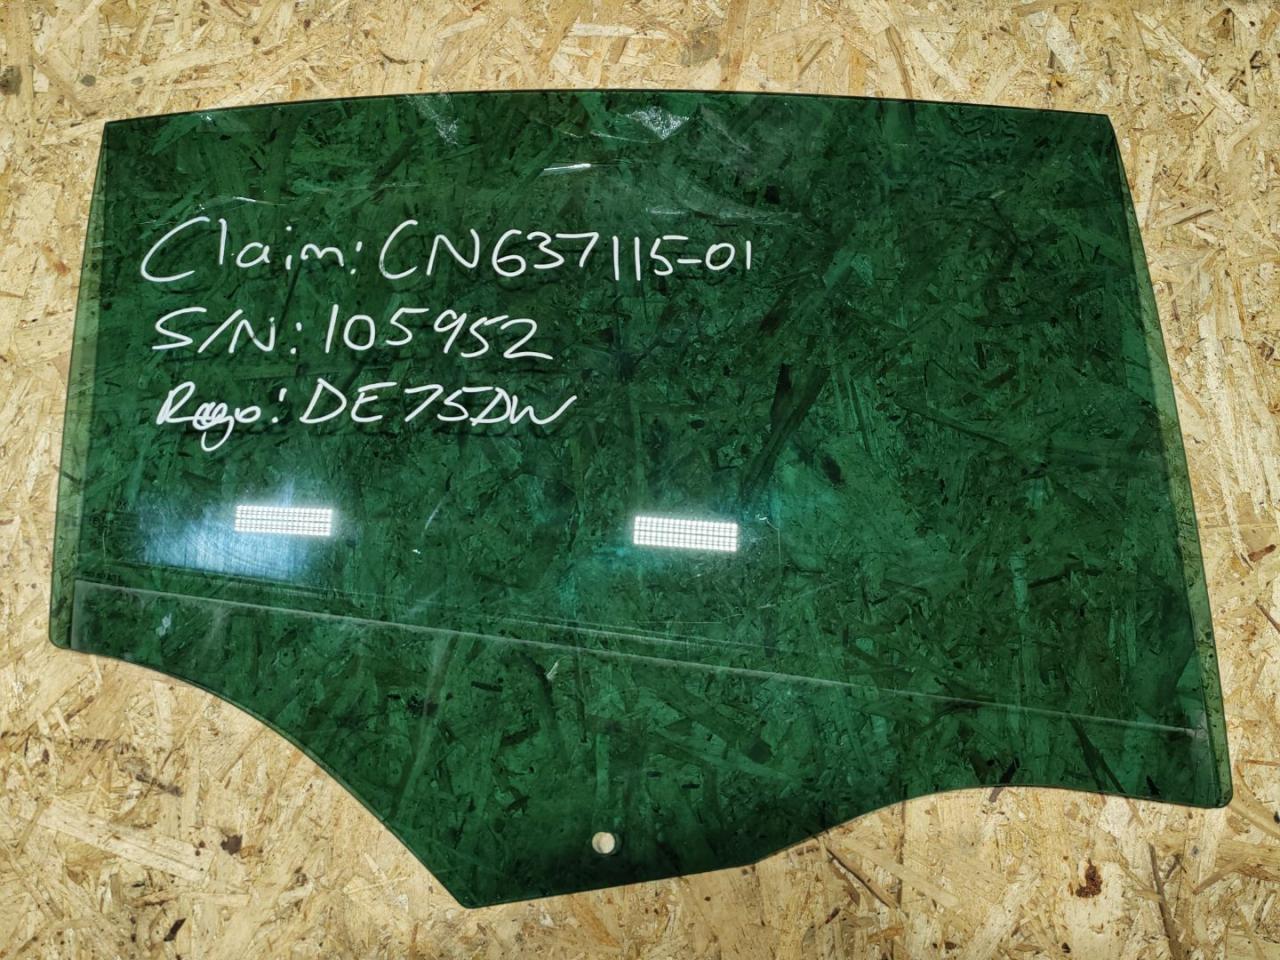 Claim: CN637115-01
S/N: 105952
Rego: DE75DW